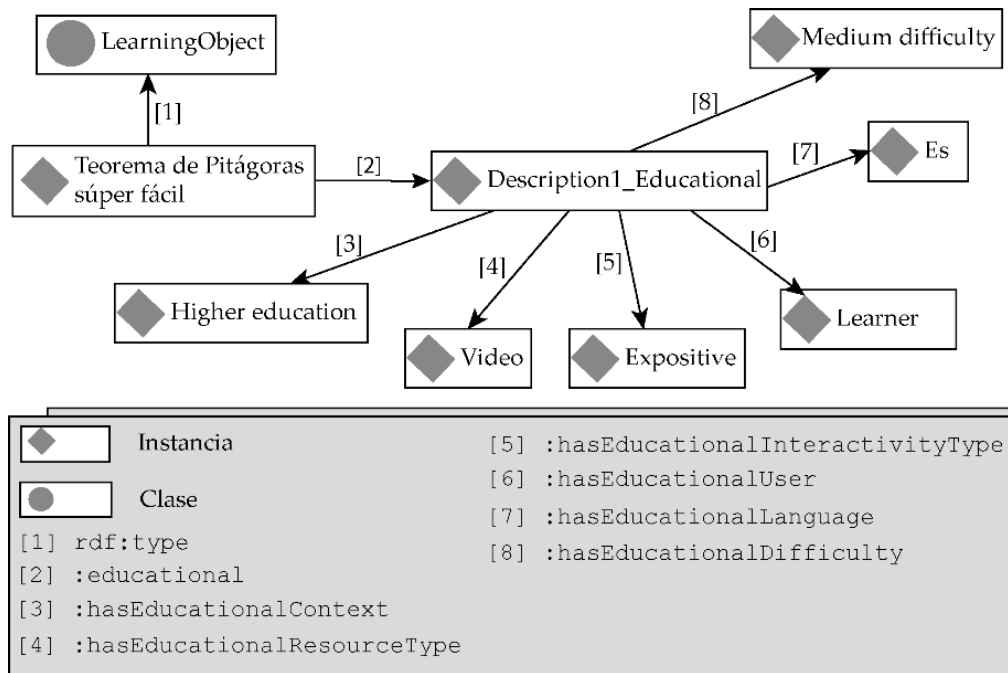 LearningObject
Medium difficulty
[1]
[8]
Teorema de Pitágoras
súper fácil
[2]
Description1_Educational
[7]
Es
[3]
[4]
[5]
[6]
Higher education
Video
Expositive
Learner
Instancia
Clase
[1] rdf:type
[2] :educational
[3] :hasEducationalContext
[4] :hasEducationalResourceType
[5] :hasEducationalInteractivityType
[6] :hasEducationalUser
[7] :hasEducationalLanguage
[8] :hasEducationalDifficulty